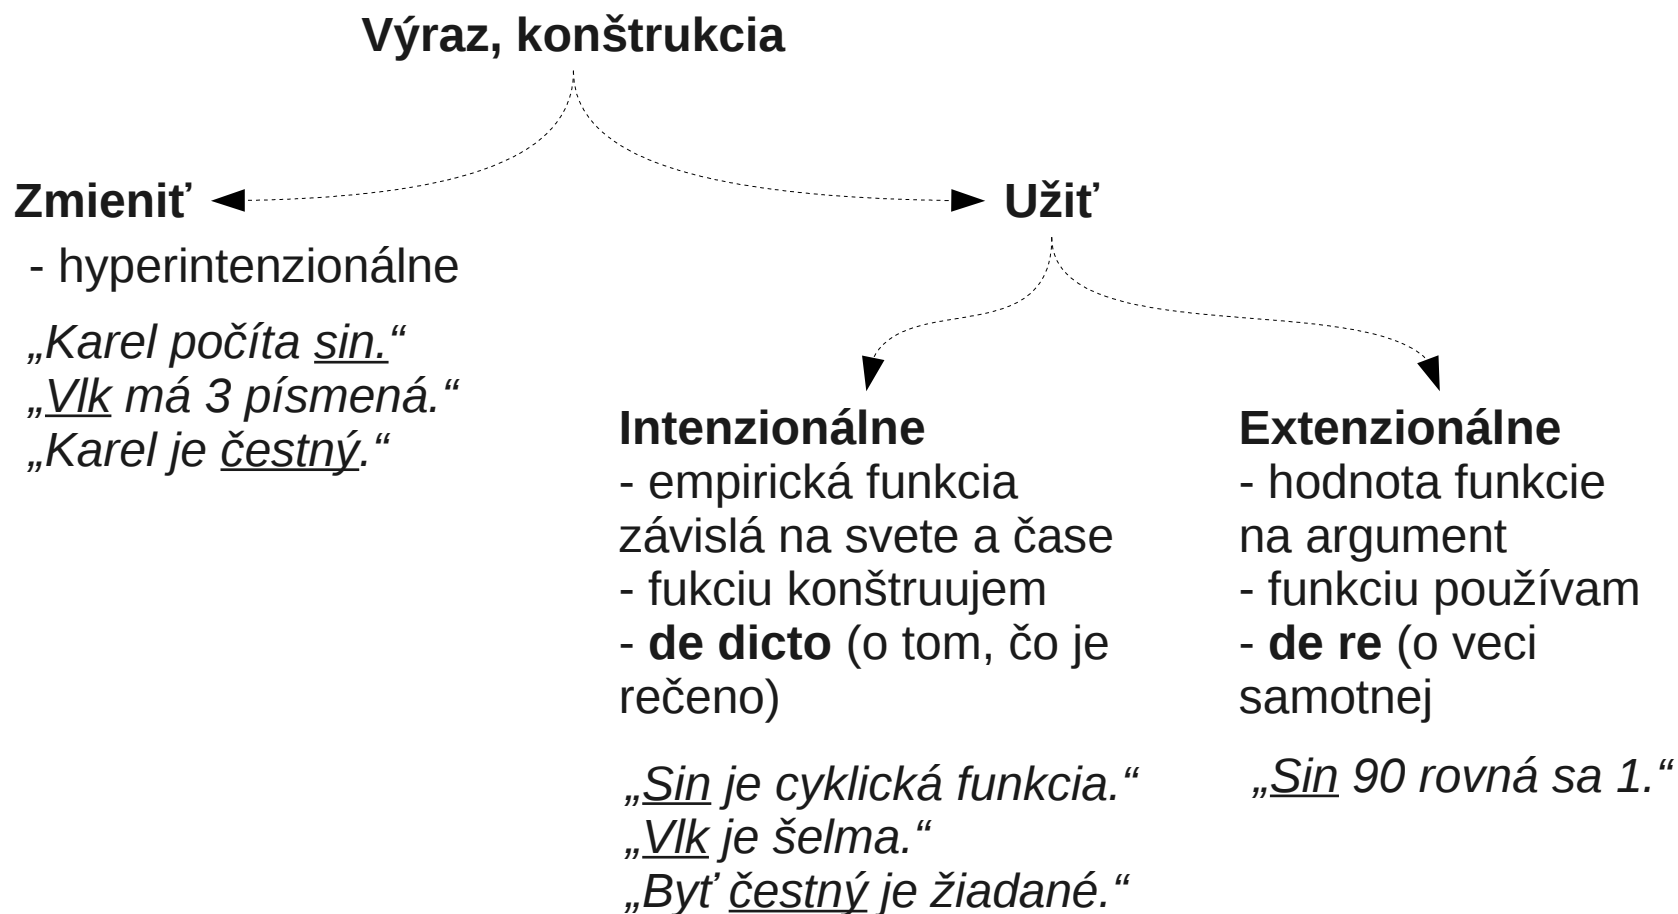 Výraz, konštrukcia
Zmieniť
- hyperintenzionálne
„Karel počíta sin.“
„Vlk má 3 písmená.“
„Karel je čestný.“
Užiť
Intenzionálne
- empirická funkcia
závislá na svete a čase
- fukciu konštruujem
- de dicto (o tom, čo je
rečeno)
„Sin je cyklická funkcia.“
„Vlk je šelma.“
„Byť čestný je žiadané.“
Extenzionálne
- hodnota funkcie
na argument
- funkciu používam
- de re (o veci
samotnej
„Sin 90 rovná sa 1.“